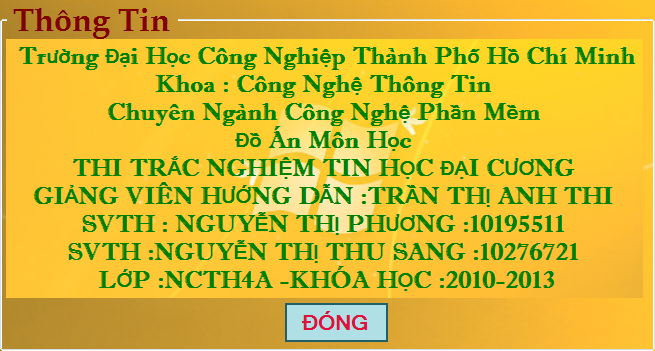 Thông Tin
Trường Đại Học Công Nghiệp Thành Phố Hồ Chí Minh
Khoa : Công Nghệ Thông Tin
Chuyên Ngành Công Nghệ Phần Mềm
Đồ Án Môn Học
THI TRẮC NGHIỆM TIN HỌC ĐẠI CƯƠNG
GIẢNG VIÊN HƯỚNG DẪN :TRẦN THỊ ANH THI
SVTH : NGUYỄN THỊ PHƯƠNG :10195511
SVTH :NGUYỄN THỊ THU SANG :10276721
LỚP :NCTH4A -KHÓA HỌC :2010-2013
ĐÓNG